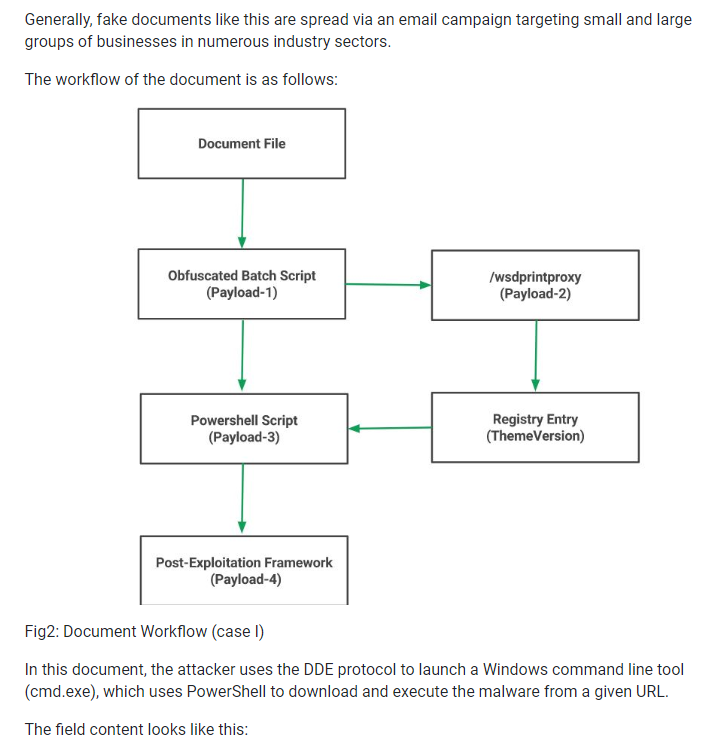 Generally, fake documents like this are spread via an email campaign targeting small and large
groups of businesses in numerous industry sectors.
The workflow of the document is as follows:
Document File
Obfuscated Batch Script
(Payload-1)
/wsdprintproxy
(Payload-2)
Powershell Script
(Payload-3)
Registry Entry
(ThemeVersion)
Post-Exploitation Framework
(Payload-4)
Fig2: Document Workflow (case I)
In this document, the attacker uses the DDE protocol to launch a Windows command line tool
(cmd.exe), which uses PowerShell to download and execute the malware from a given URL.
The field content looks like this: